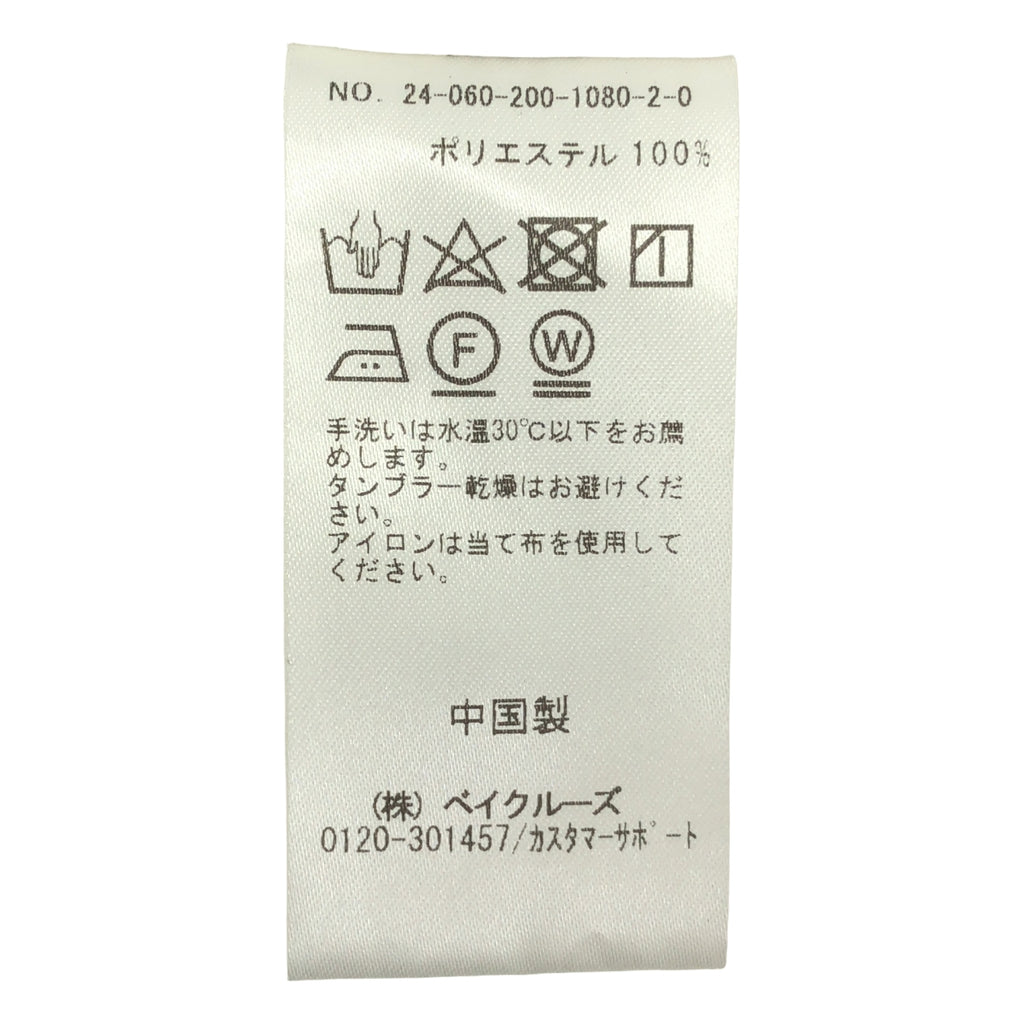 NO. 24-060-200-1080-2-0
ポリエステル 100%
F
W
手洗いは水温30℃以下をお薦
めします。
タンブラー乾燥はお避けくだ
さい。
アイロンは当て布を使用して
ください。
中国製
(株) ベイクルーズ
0120-301457/カスタマーサポート